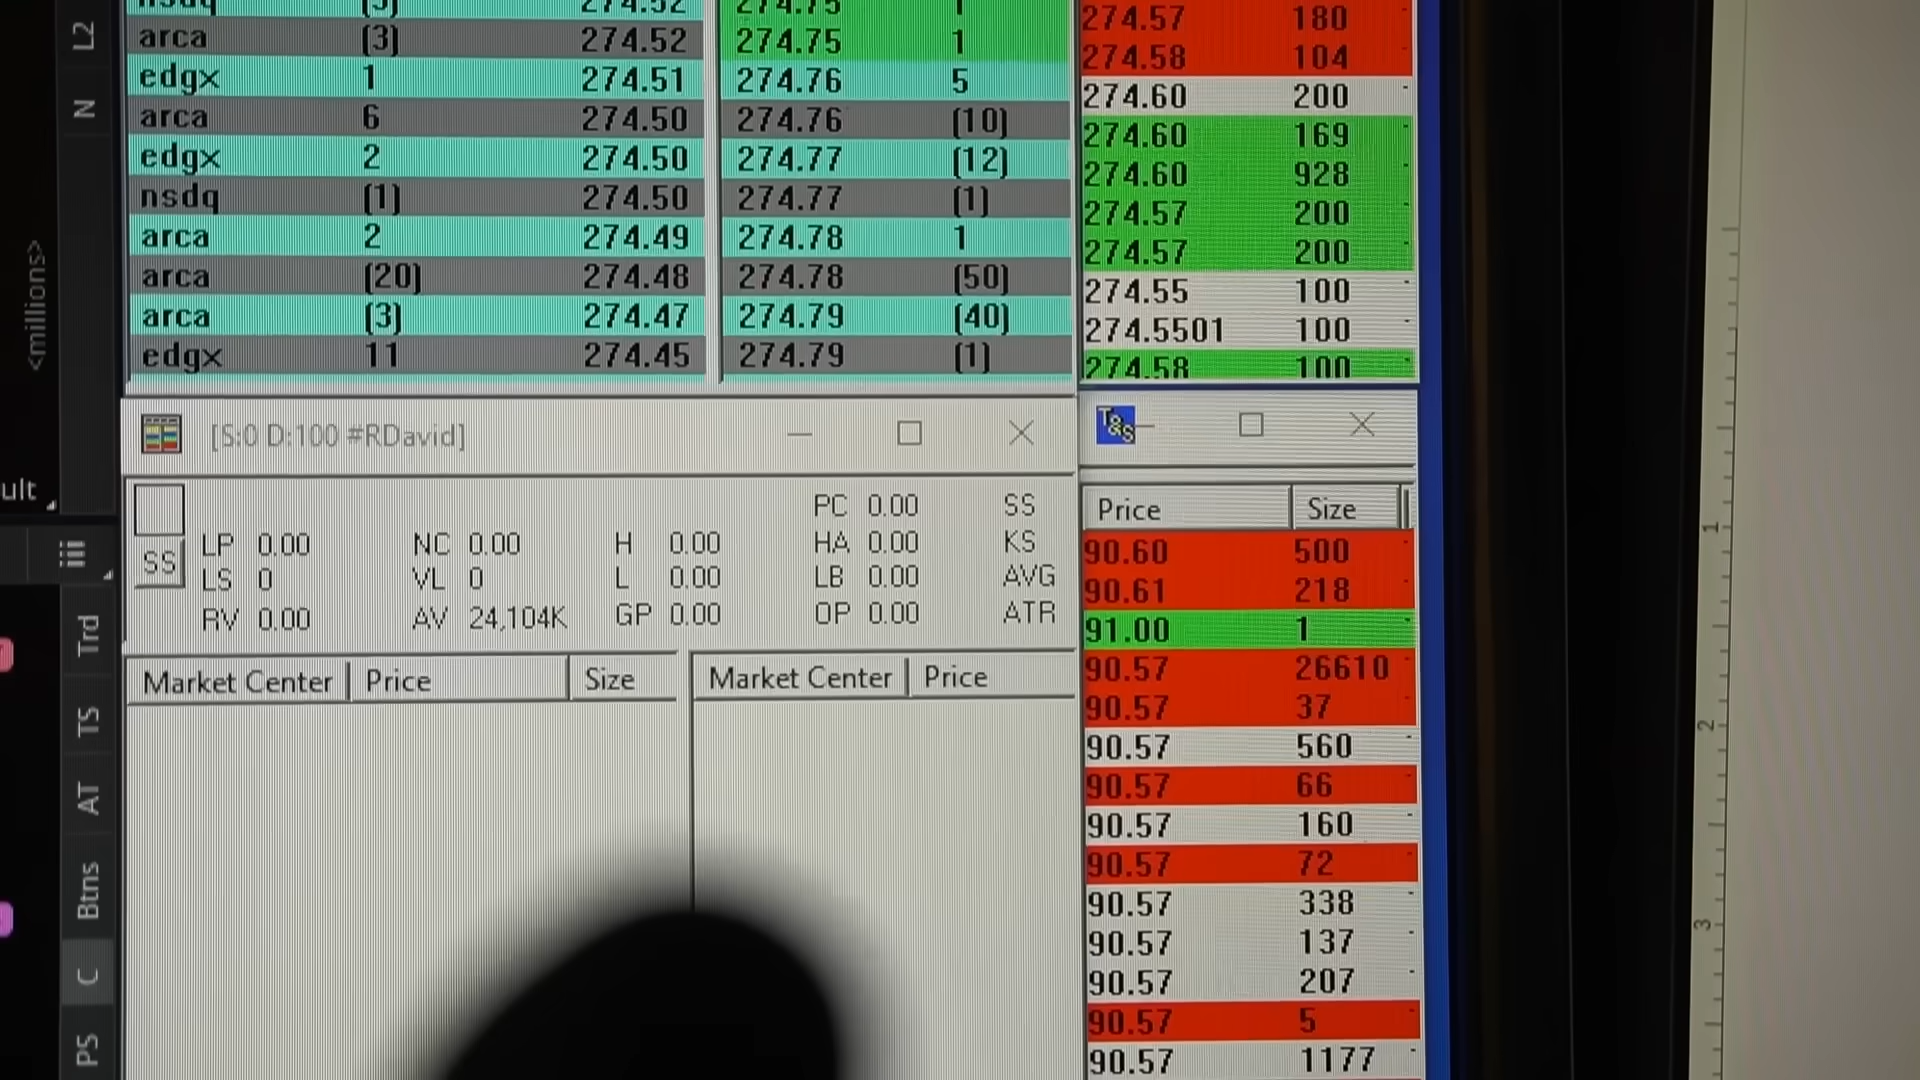 L2
N
<millions>
ult
Trd
TS
AT
Btns
C
PS
nsdq (3) 274.52 274.75 1
arca (3) 274.52 274.75 1
edgx 1 274.51 274.76 5
arca 6 274.50 274.76 (10)
edgx 2 274.50 274.77 (12)
nsdq (1) 274.50 274.77 (1)
arca 2 274.49 274.78 1
arca (20) 274.48 274.78 (50)
arca (3) 274.47 274.79 (40)
edgx 11 274.45 274.79 (1)
274.57 180
274.58 104
274.60 200
274.60 169
274.60 928
274.57 200
274.57 200
274.55 100
274.5501 100
274.58 100
[S:0 D:100 #RDavid]
PC 0.00 SS
LP 0.00 NC 0.00 H 0.00 HA 0.00 KS
SS LS 0 VL 0 L 0.00 LB 0.00 AVG
RV 0.00 AV 24,104K GP 0.00 OP 0.00 ATR
Market Center Price Size Market Center Price
T&S
Price Size
90.60 500
90.61 218
91.00 1
90.57 26610
90.57 37
90.57 560
90.57 66
90.57 160
90.57 72
90.57 338
90.57 137
90.57 207
90.57 5
90.57 1177
1
2
3